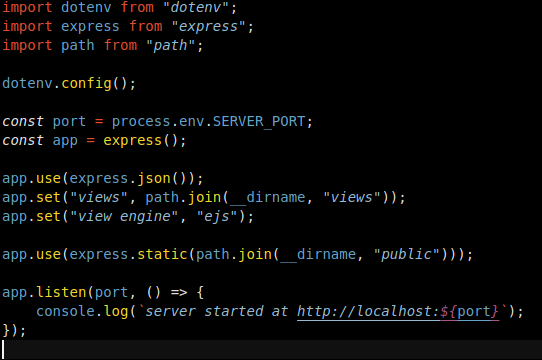 import dotenv from "dotenv";
import express from "express";
import path from "path";

dotenv.config();

const port = process.env.SERVER_PORT;
const app = express();

app.use(express.json());
app.set("views", path.join(__dirname, "views"));
app.set("view engine", "ejs");

app.use(express.static(path.join(__dirname, "public")));

app.listen(port, () => {
    console.log(`server started at http://localhost:${port}`);
});